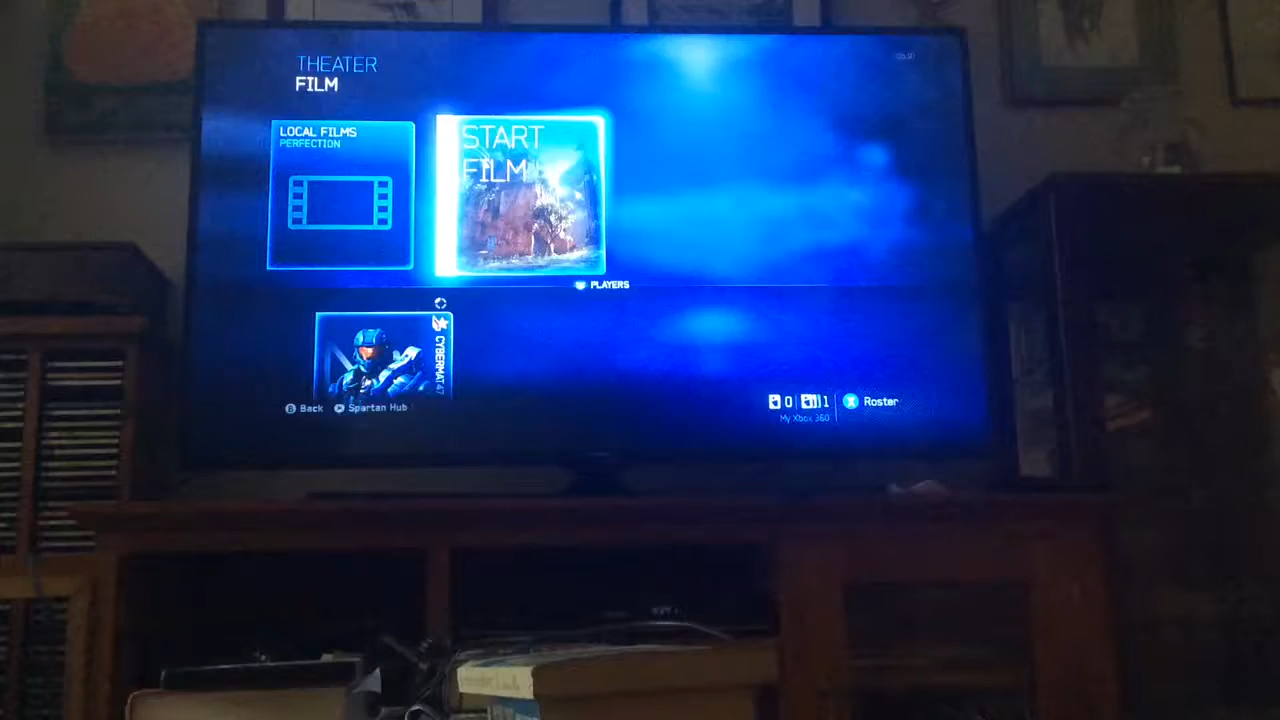 THEATER
FILM
LOCAL FILMS
PERFECTION
START
FILM
PLAYERS
CYBERMAT47
B Back Spartan Hub
0 1 X Roster
My Xbox 360